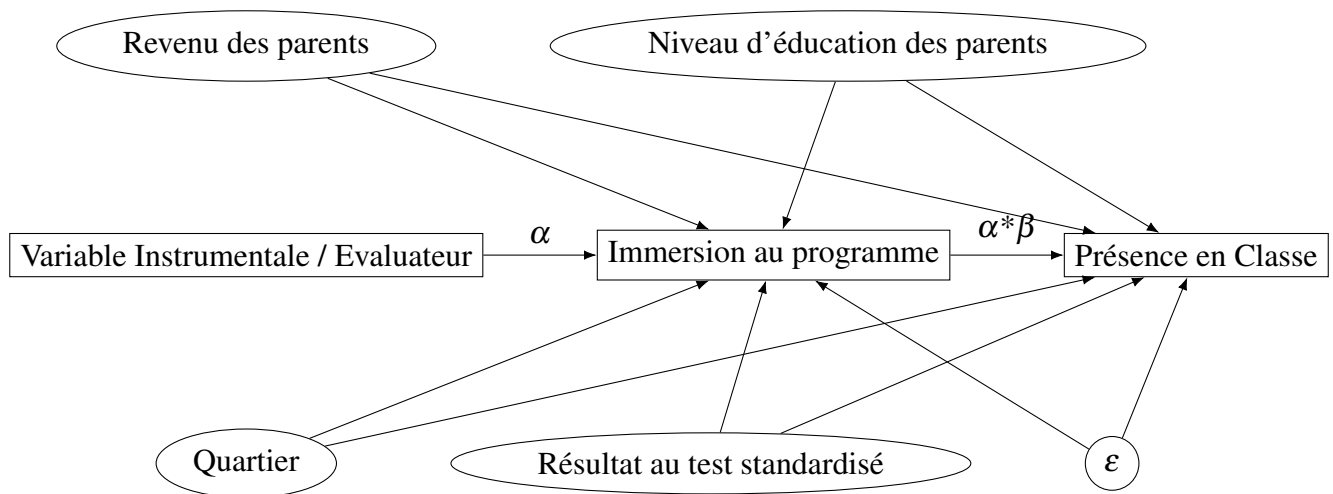 Revenu des parents
Niveau d'éducation des parents
Variable Instrumentale / Evaluateur
α
Immersion au programme
α*β
Présence en Classe
Quartier
Résultat au test standardisé
ε